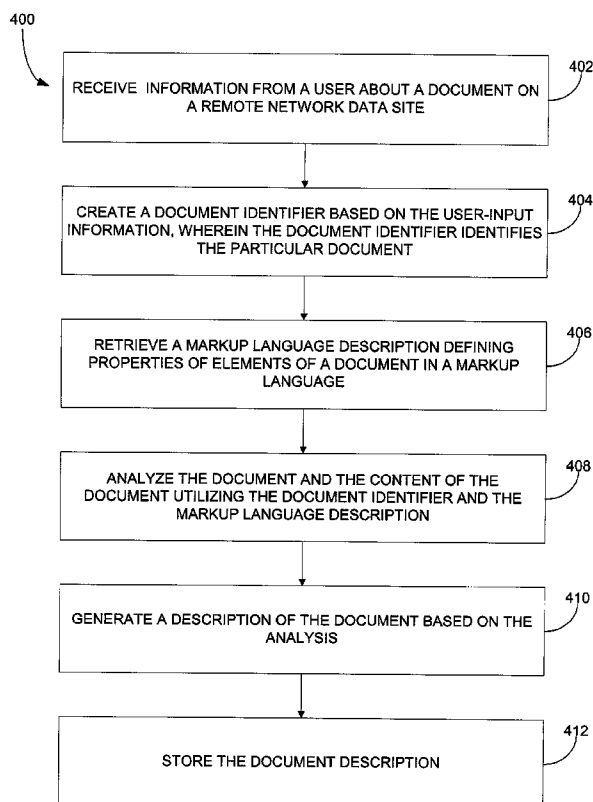 400
402
RECEIVE INFORMATION FROM A USER ABOUT A DOCUMENT ON
A REMOTE NETWORK DATA SITE
404
CREATE A DOCUMENT IDENTIFIER BASED ON THE USER-INPUT
INFORMATION, WHEREIN THE DOCUMENT IDENTIFIER IDENTIFIES
THE PARTICULAR DOCUMENT
406
RETRIEVE A MARKUP LANGUAGE DESCRIPTION DEFINING
PROPERTIES OF ELEMENTS OF A DOCUMENT IN A MARKUP
LANGUAGE
408
ANALYZE THE DOCUMENT AND THE CONTENT OF THE
DOCUMENT UTILIZING THE DOCUMENT IDENTIFIER AND THE
MARKUP LANGUAGE DESCRIPTION
410
GENERATE A DESCRIPTION OF THE DOCUMENT BASED ON THE
ANALYSIS
412
STORE THE DOCUMENT DESCRIPTION